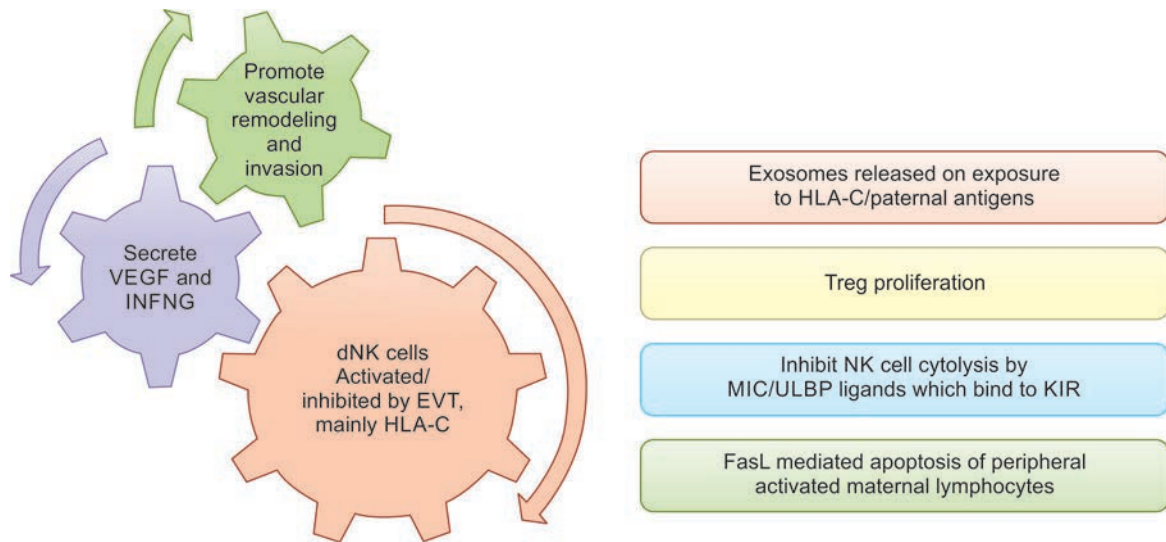 Promote
vascular
remodeling
and
invasion
Secrete
VEGF and
INFNG
dNK cells
Activated/
inhibited by EVT,
mainly HLA-C
Exosomes released on exposure
to HLA-C/paternal antigens
Treg proliferation
Inhibit NK cell cytolysis by
MIC/ULBP ligands which bind to KIR
FasL mediated apoptosis of peripheral
activated maternal lymphocytes